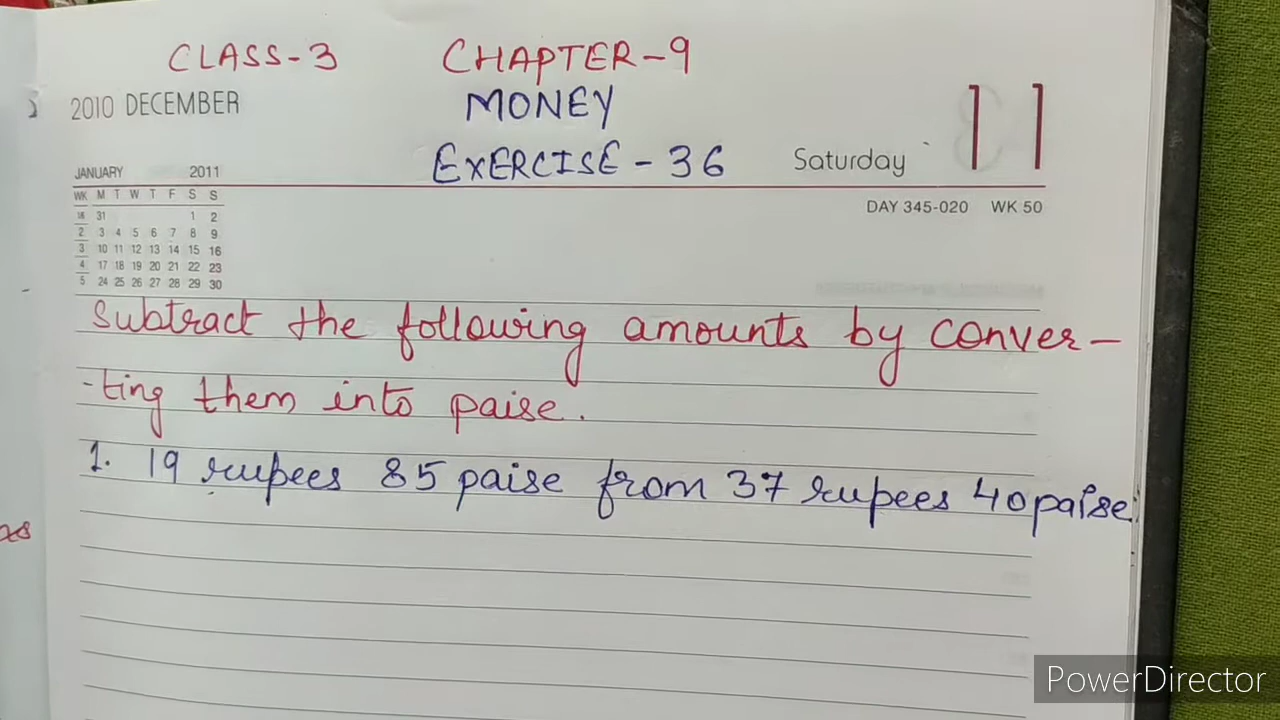 CLASS-3 CHAPTER-9
2010 DECEMBER MONEY
EXERCISE-36 Saturday 11
JANUARY 2011
DAY 345-020 WK 50
WK M T W T F S S
31 1 2
2 3 4 5 6 7 8 9
3 10 11 12 13 14 15 16
4 17 18 19 20 21 22 23
5 24 25 26 27 28 29 30
Subtract the following amounts by conver-
-ting them into paise.
1. 19 rupees 85 paise from 37 rupees 40 paise
PowerDirector